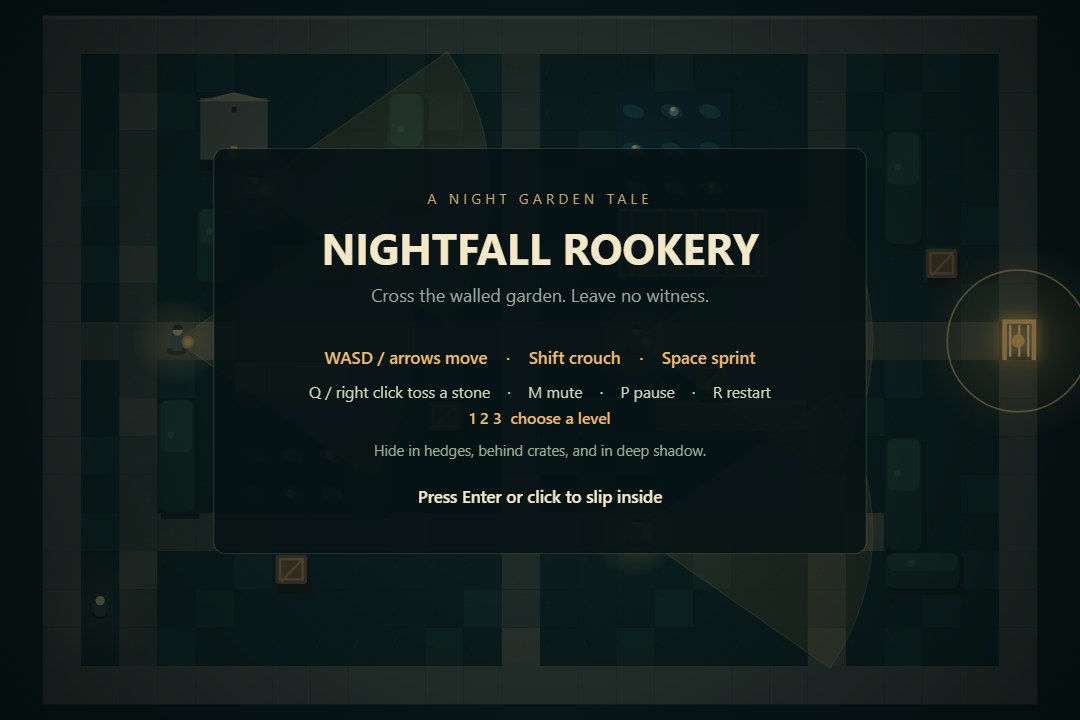 A NIGHT GARDEN TALE
NIGHTFALL ROOKERY
Cross the walled garden. Leave no witness.
WASD / arrows move · Shift crouch · Space sprint
Q / right click toss a stone · M mute · P pause · R restart
1 2 3 choose a level
Hide in hedges, behind crates, and in deep shadow.
Press Enter or click to slip inside